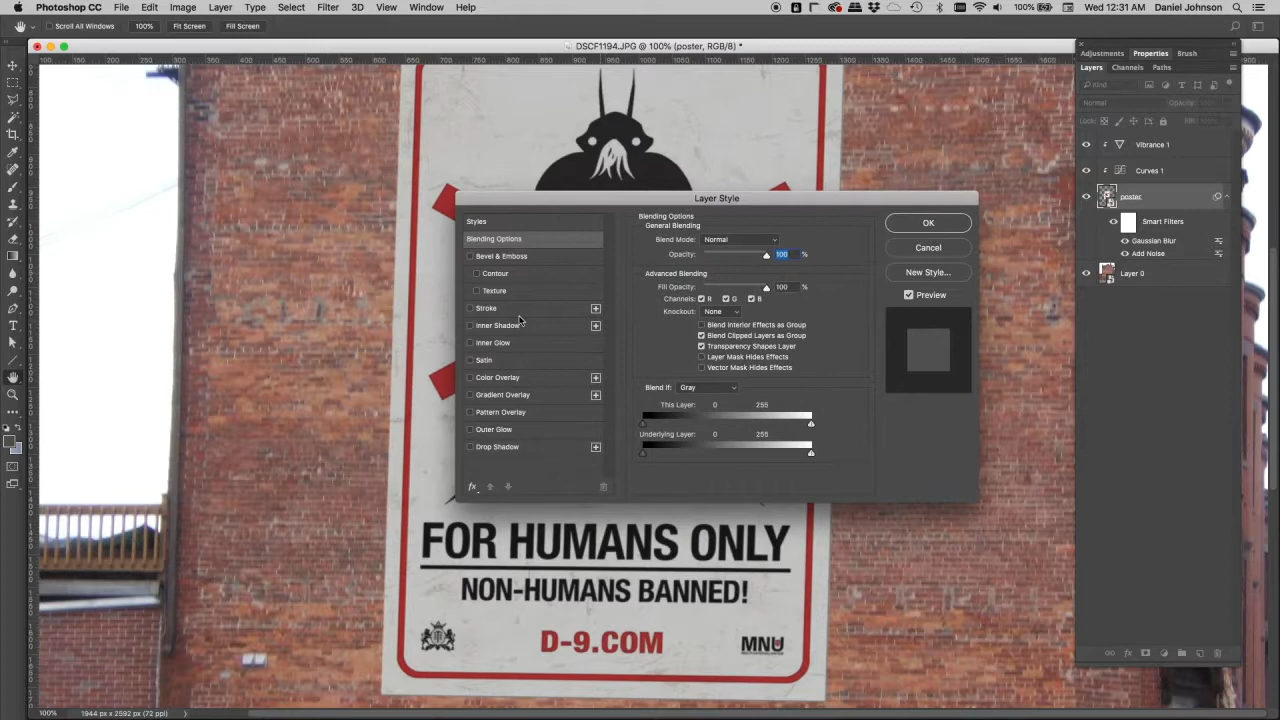 Photoshop CC File Edit Image Layer Type Select Filter 3D View Window Help 100% Wed 12:31 AM Daniel Johnson
Scroll All Windows 100% Fit Screen Fill Screen
DSCF1194.JPG @ 100% (poster, RGB/8) *
Adjustments Properties Brush
Layers Channels Paths
Kind
Normal Opacity:
Lock:
Vibrance 1
Curves 1
poster
Smart Filters
Gaussian Blur
Add Noise
Layer 0
Layer Style
Styles
Blending Options
Bevel & Emboss
Contour
Texture
Stroke
Inner Shadow
Inner Glow
Satin
Color Overlay
Gradient Overlay
Pattern Overlay
Outer Glow
Drop Shadow
fx
Blending Options
General Blending
Blend Mode: Normal
Opacity: 100 %
Advanced Blending
Fill Opacity: 100 %
Channels: R G B
Knockout: None
Blend Interior Effects as Group
Blend Clipped Layers as Group
Transparency Shapes Layer
Layer Mask Hides Effects
Vector Mask Hides Effects
Blend If: Gray
This Layer: 0 255
Underlying Layer: 0 255
OK
Cancel
New Style...
Preview
FOR HUMANS ONLY
NON-HUMANS BANNED!
D-9.COM
MNU
fx
100% 1944 px x 2592 px (72 ppi)